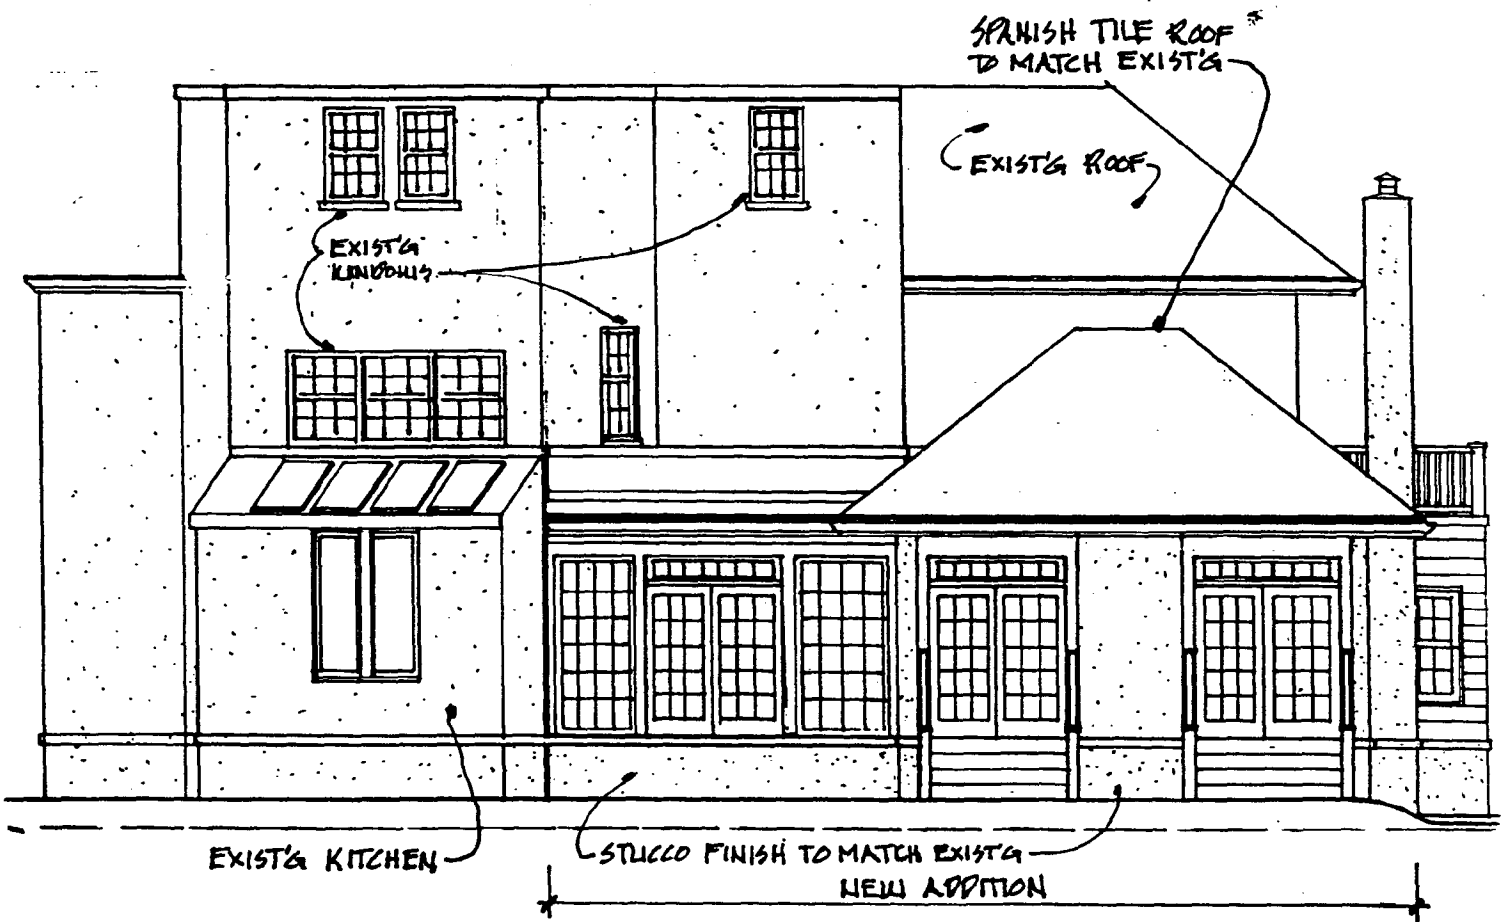 SPANISH TILE ROOF *
TO MATCH EXIST'G
EXIST'G ROOF
EXIST'G
WINDOWS
EXIST'G KITCHEN
STUCCO FINISH TO MATCH EXIST'G
NEW ADDITION